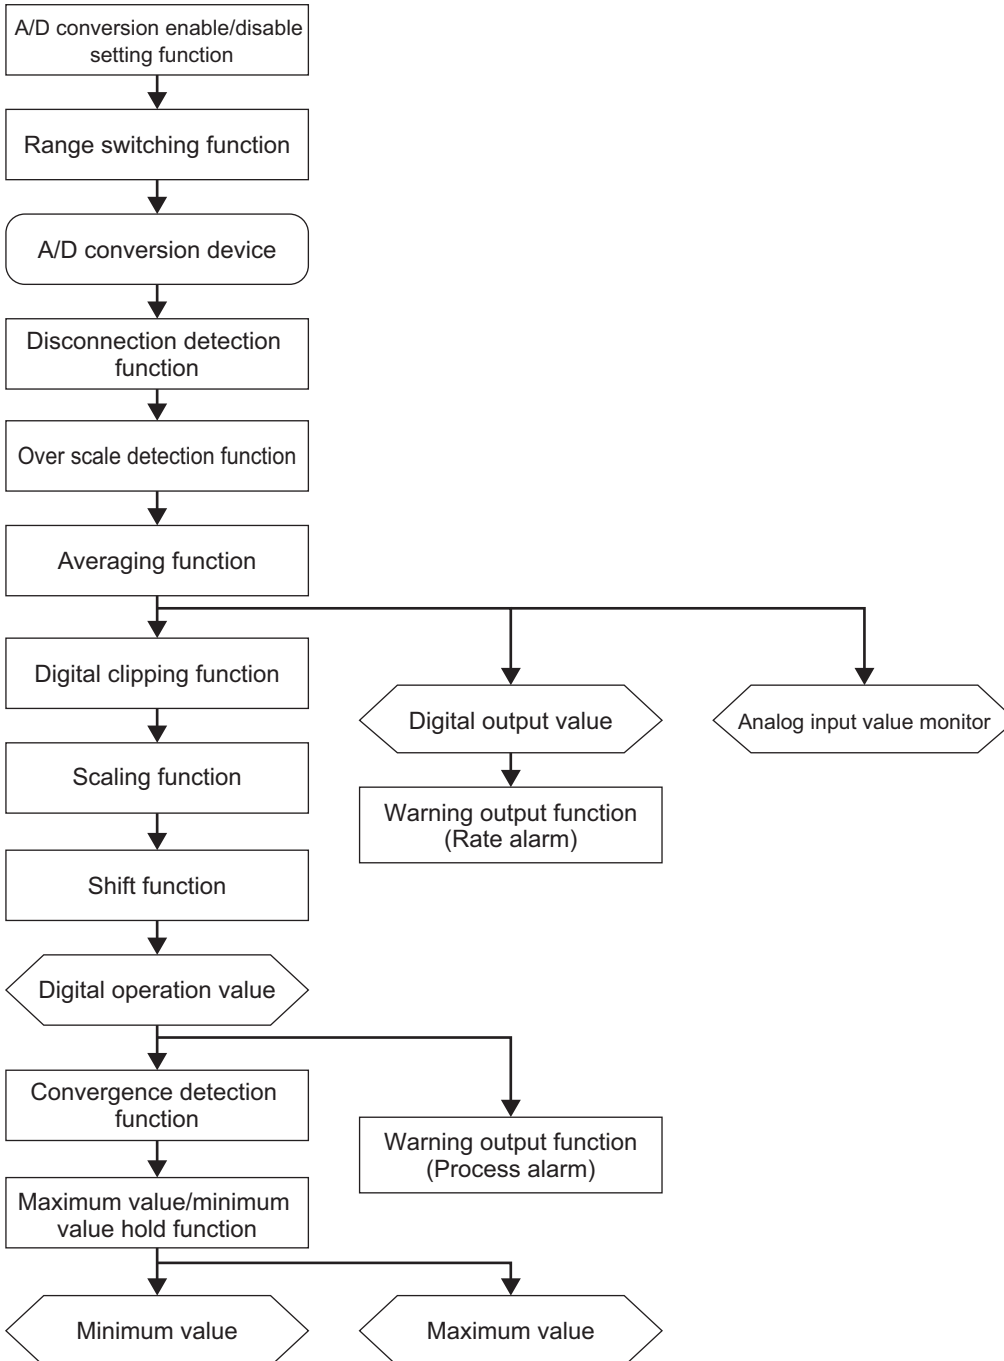 A/D conversion enable/disable
setting function
Range switching function
A/D conversion device
Disconnection detection
function
Over scale detection function
Averaging function
Digital clipping function
Digital output value
Analog input value monitor
Scaling function
Warning output function
(Rate alarm)
Shift function
Digital operation value
Convergence detection
function
Warning output function
(Process alarm)
Maximum value/minimum
value hold function
Minimum value
Maximum value